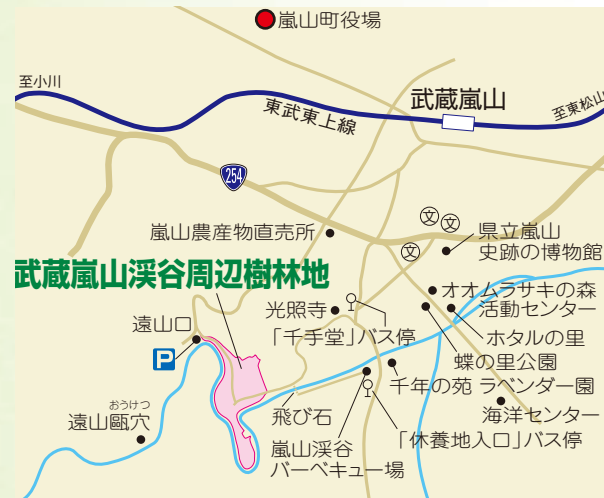 嵐山町役場
至小川
東武東上線
武蔵嵐山
至東松山
254
文
文
文
嵐山農産物直売所
県立嵐山
史跡の博物館
武蔵嵐山渓谷周辺樹林地
オオムラサキの森
活動センター
光照寺
「千手堂」バス停
ホタルの里
遠山口
P
蝶の里公園
千年の苑 ラベンダー園
おうけつ
遠山甌穴
飛び石
海洋センター
嵐山渓谷
バーベキュー場
「休養地入口」バス停